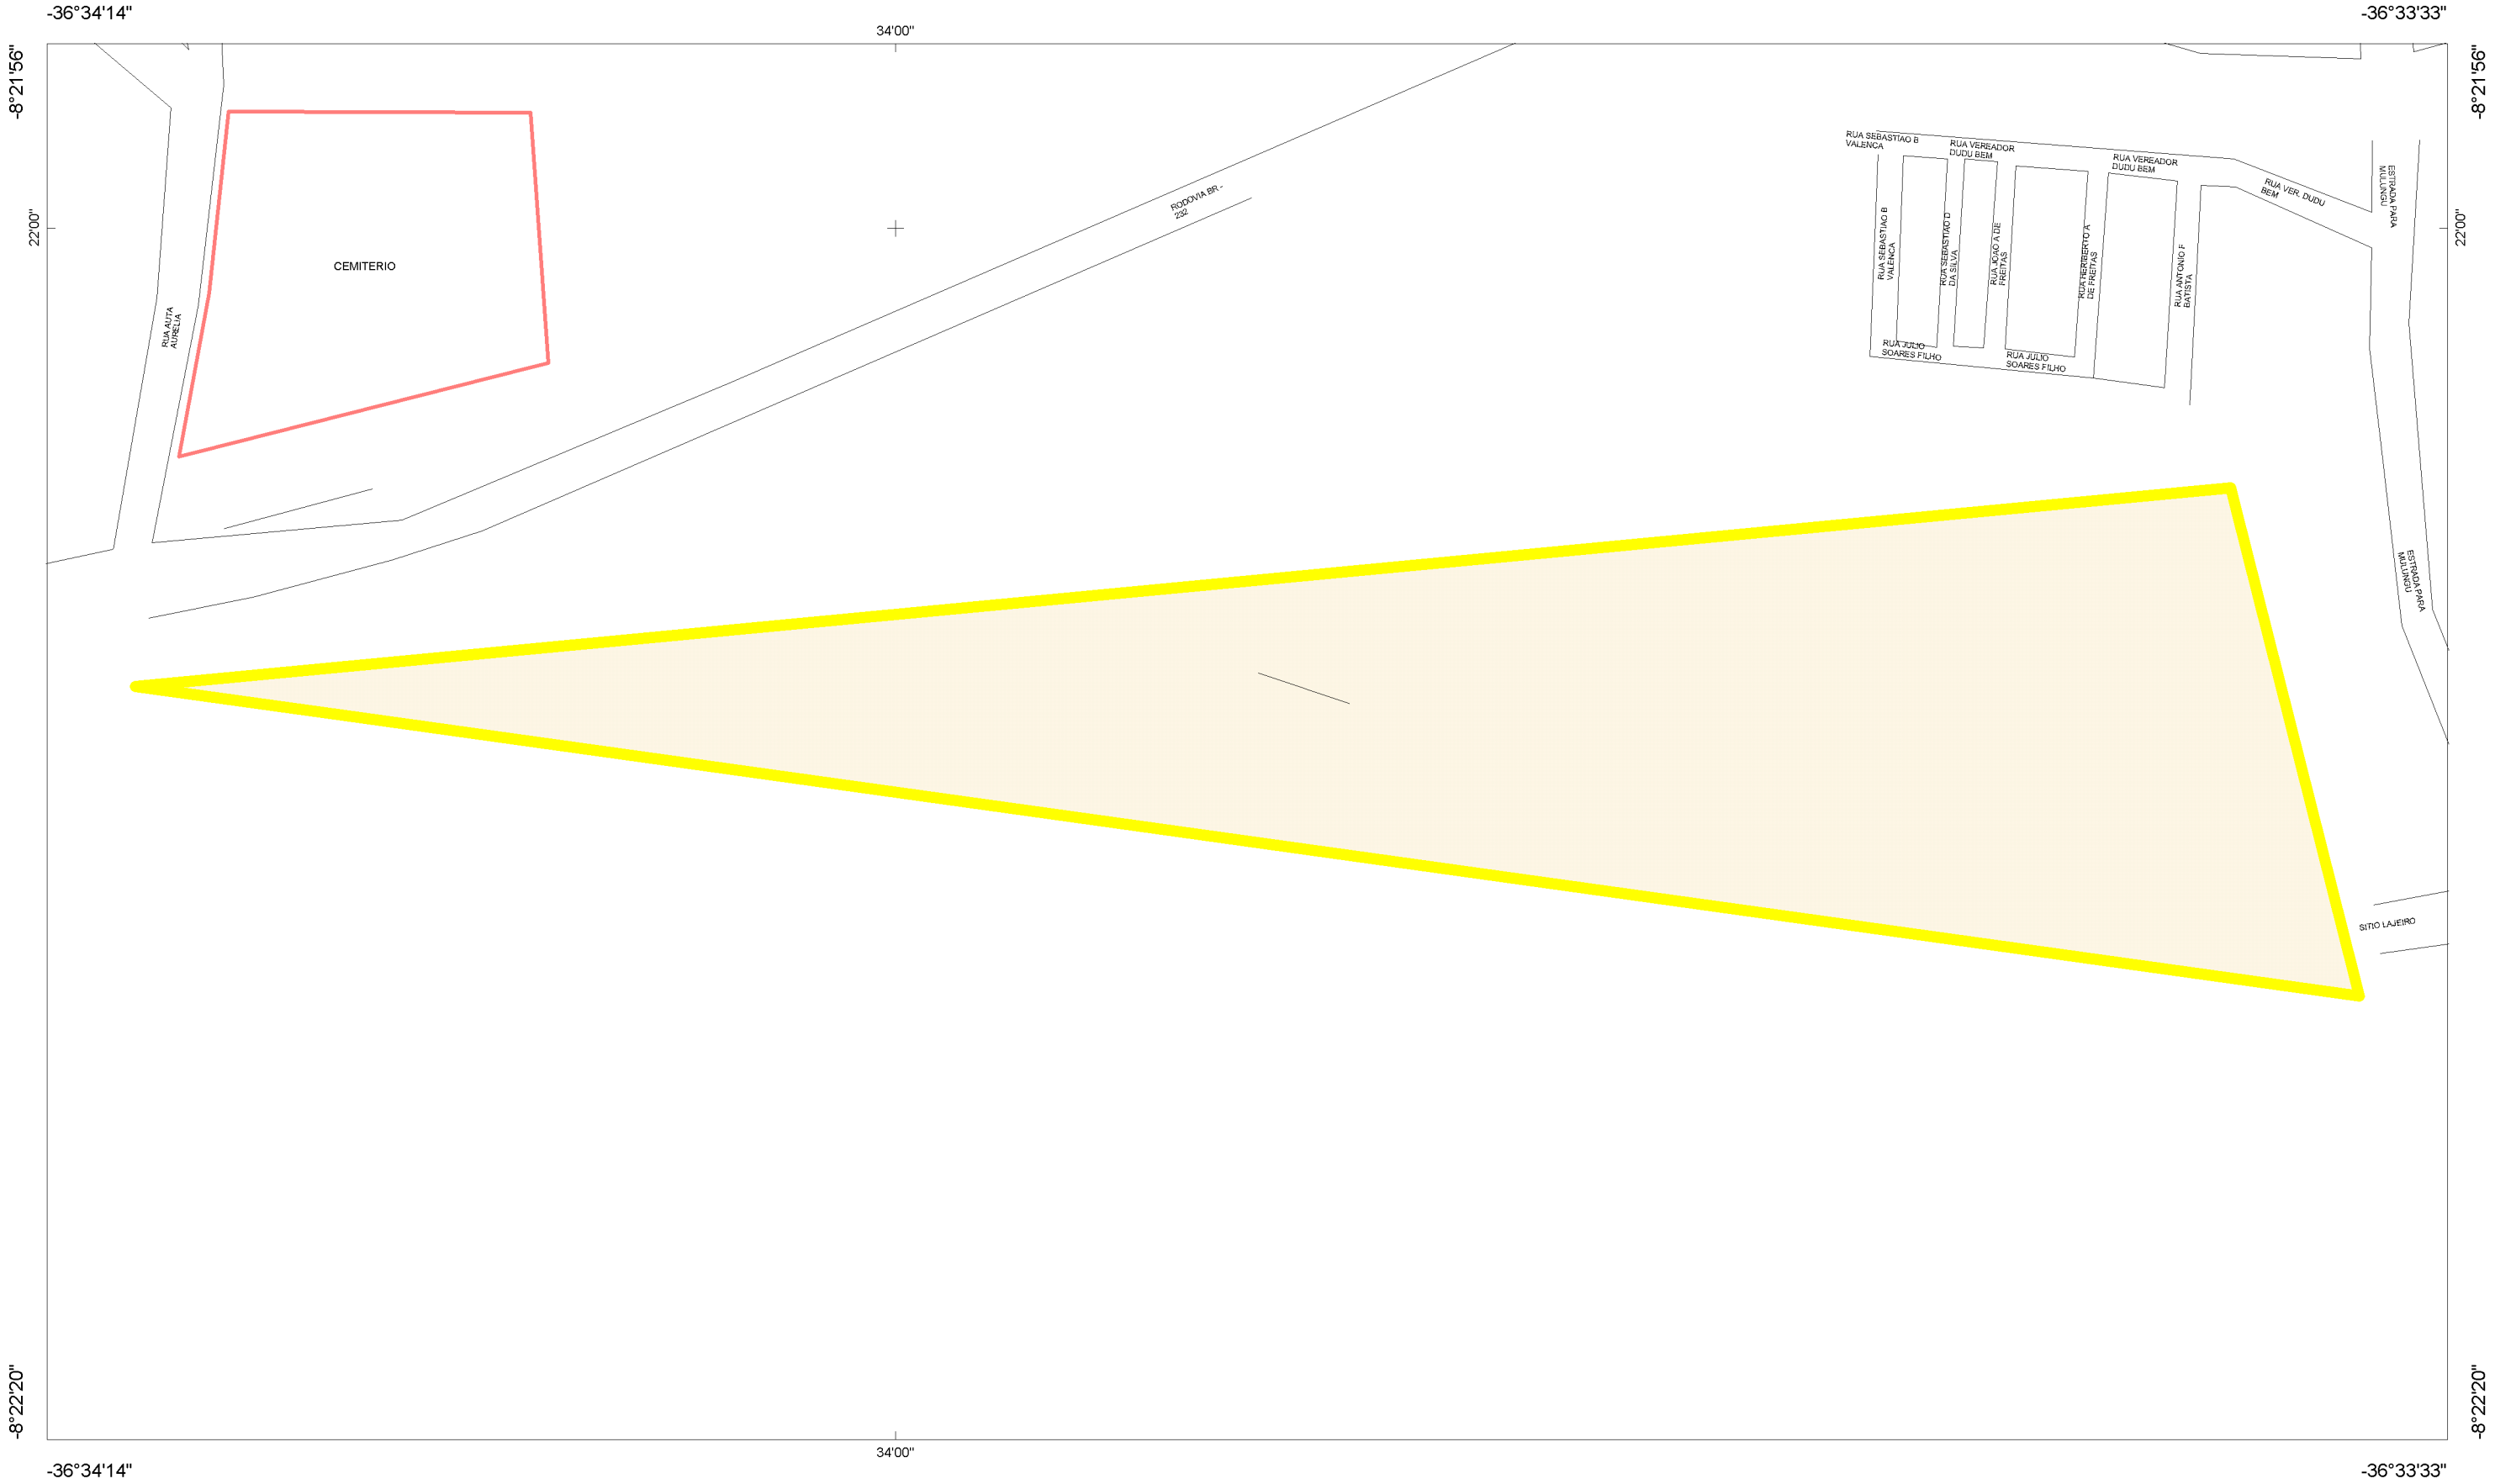 -36°34'14"
-36°33'33"
34'00"
-8°21'56"
-8°21'56"
RUA SEBASTIAO B
VALENCA
RUA VEREADOR
DUDU BEM
RUA VEREADOR
DUDU BEM
RUA VER. DUDU
BEM
ESTRADA PARA
MULUNGU
RODOVIA BR -
232
22'00"
22'00"
CEMITERIO
RUA SEBASTIAO B
VALENCA
RUA SEBASTIAO D
DA SILVA
RUA JOAO A DE
FREITAS
RUA HERIBERTO A
DE FREITAS
RUA ANTONIO F
BATISTA
RUA AUTA
AURELIA
RUA JULIO
SOARES FILHO
RUA JULIO
SOARES FILHO
ESTRADA PARA
MULUNGU
SITIO LAJEIRO
-8°22'20"
-8°22'20"
34'00"
-36°34'14"
-36°33'33"